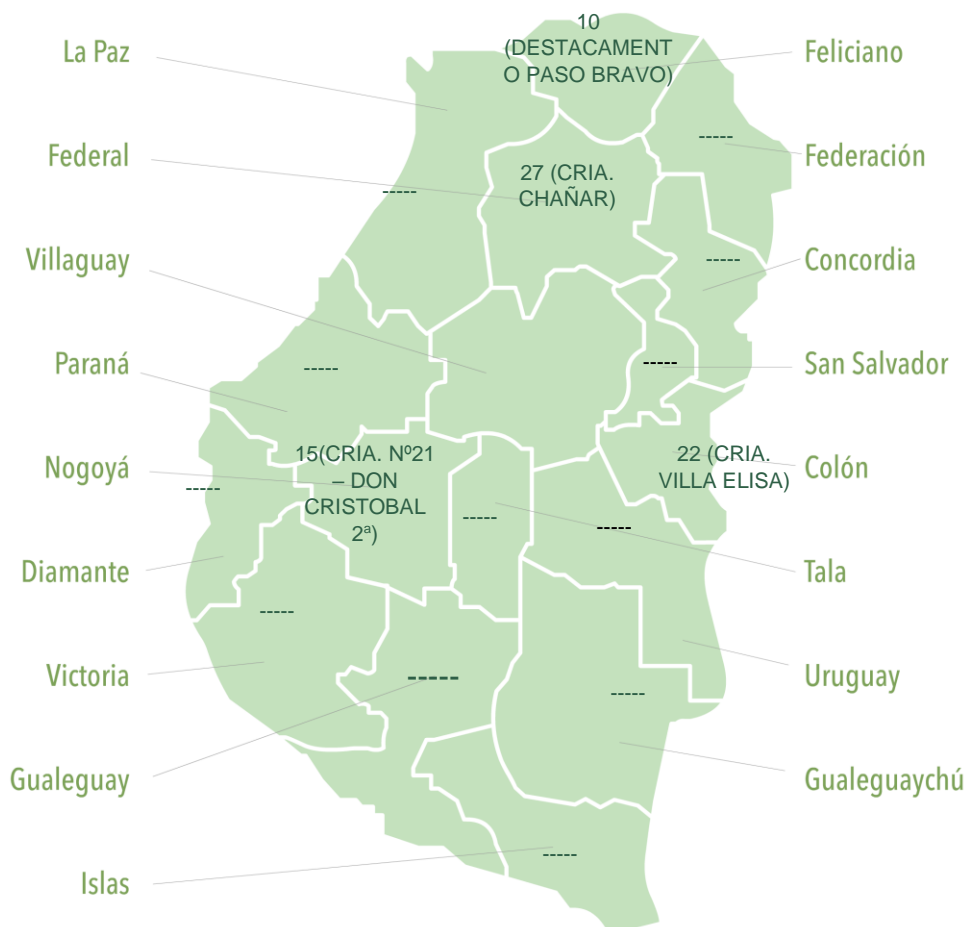 10
(DESTACAMENT
O PASO BRAVO)
La Paz
Feliciano
-----
Federal
Federación
27 (CRIA.
CHAÑAR)
-----
Villaguay
-----
Concordia
Paraná
-----
-----
San Salvador
15(CRIA. Nº21
– DON
CRISTOBAL
2ª)
22 (CRIA.
VILLA ELISA)
Nogoyá
Colón
-----
-----
-----
Diamante
Tala
-----
Victoria
-----
Uruguay
-----
Gualeguay
Gualeguaychú
-----
Islas